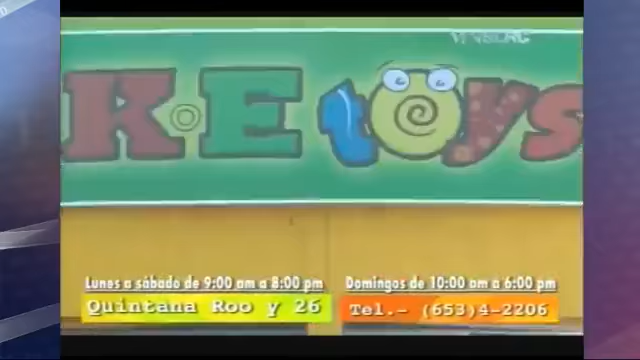 K·E toys
Lunes a sábado de 9:00 am a 8:00 pm
Domingos de 10:00 am a 6:00 pm
Quintana Roo y 26
Tel.- (653)4-2206